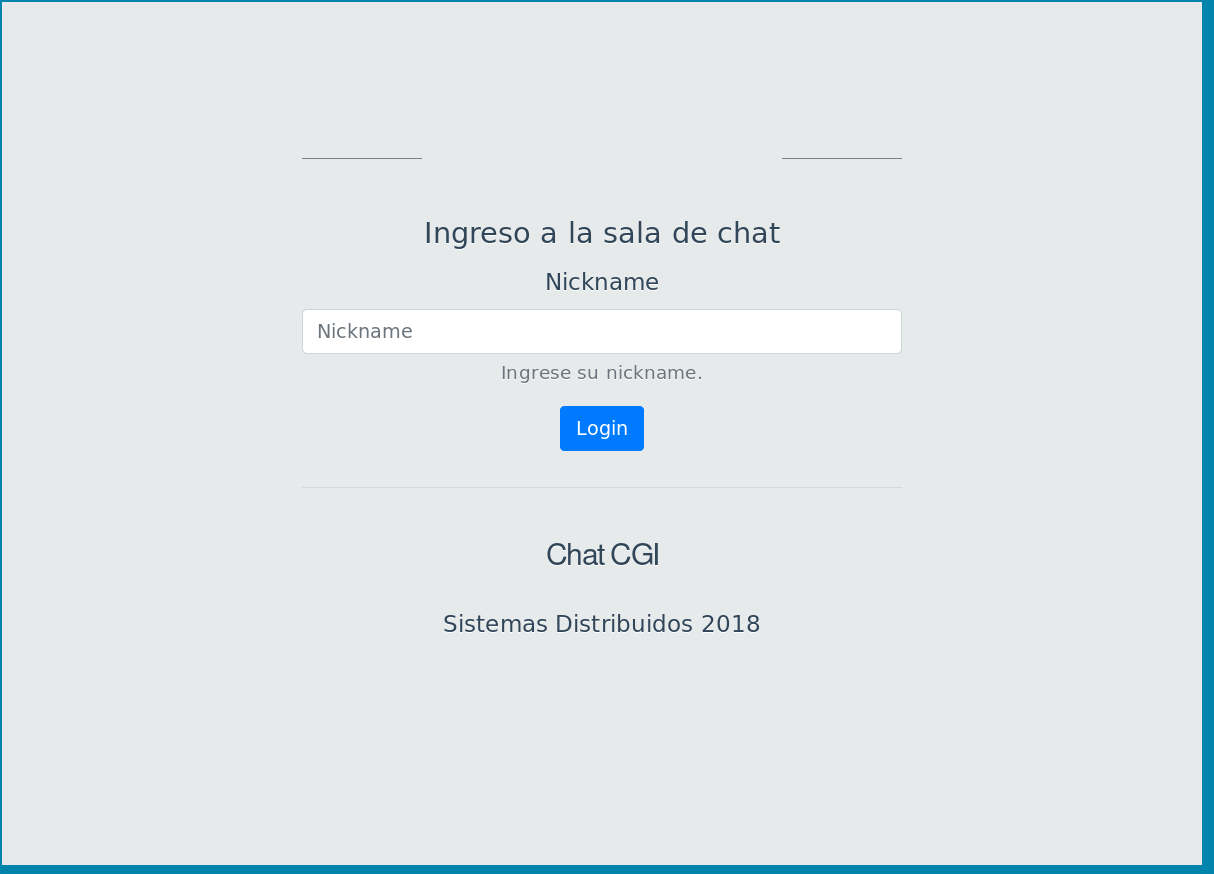 Ingreso a la sala de chat
Nickname
Nickname
Ingrese su nickname.
Login
Chat CGI
Sistemas Distribuidos 2018